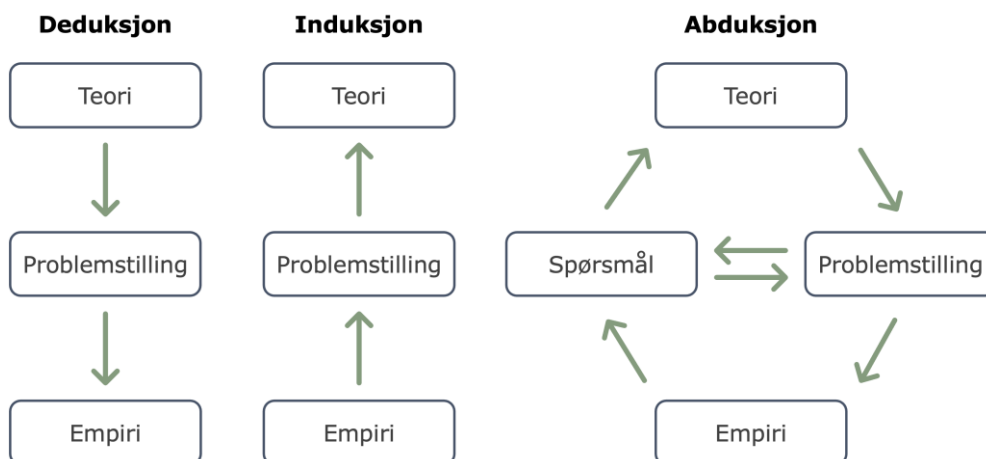 Deduksjon
Teori
Problemstilling
Empiri
Induksjon
Teori
Problemstilling
Empiri
Abduksjon
Teori
Spørsmål
Problemstilling
Empiri